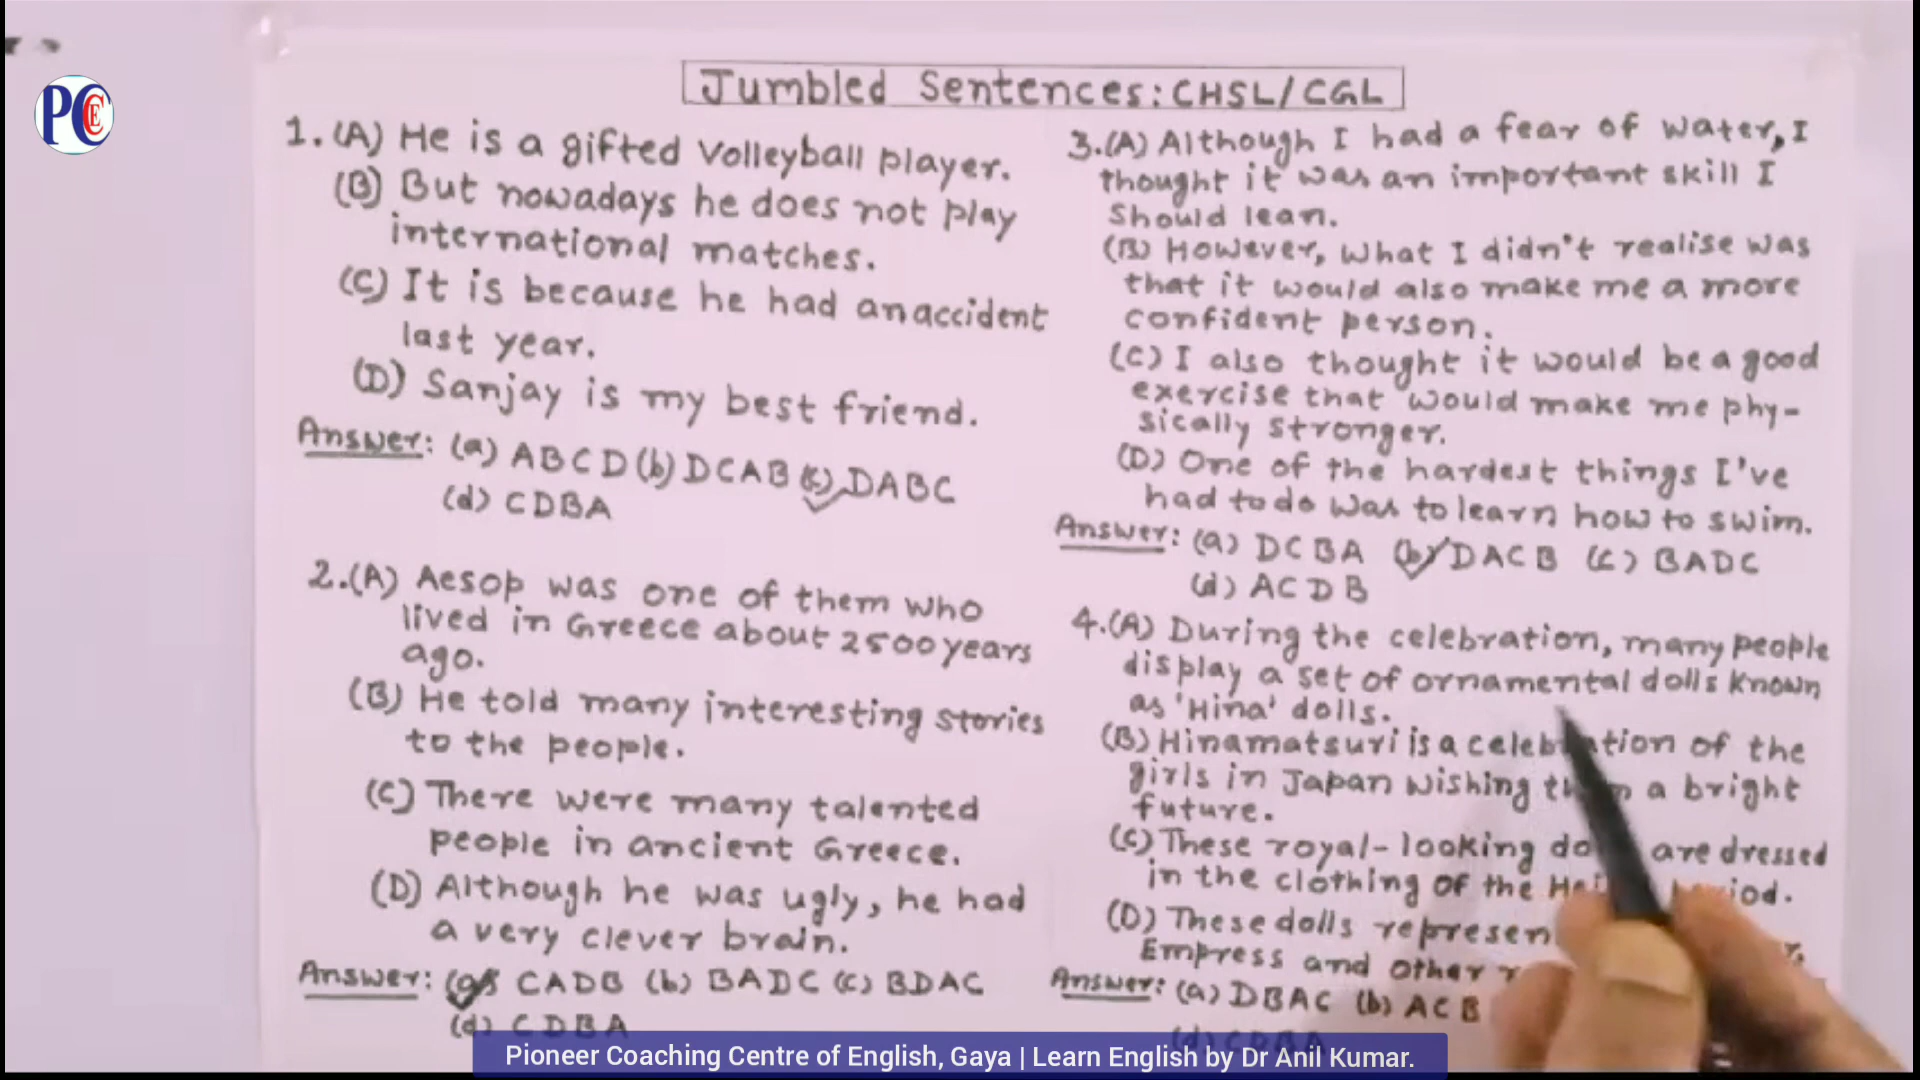 PCCE
Jumbled Sentences: CHSL/CGL
1. (A) He is a gifted volleyball player.
(B) But nowadays he does not play
international matches.
(C) It is because he had an accident
last year.
(D) Sanjay is my best friend.
Answer: (a) ABCD (b) DCAB (c) DABC
(d) CDBA
2. (A) Aesop was one of them who
lived in Greece about 2500 years
ago.
(B) He told many interesting stories
to the people.
(C) There were many talented
people in ancient Greece.
(D) Although he was ugly, he had
a very clever brain.
Answer: (a) CADB (b) BADC (c) BDAC
(d) CDBA
3. (A) Although I had a fear of water, I
thought it was an important skill I
should lean.
(B) However, what I didn't realise was
that it would also make me a more
confident person.
(C) I also thought it would be a good
exercise that would make me phy-
sically stronger.
(D) One of the hardest things I've
had to do was to learn how to swim.
Answer: (a) DCBA (b) DACB (c) BADC
(d) ACDB
4. (A) During the celebration, many people
display a set of ornamental dolls known
as 'Hina' dolls.
(B) Hinamatsuri is a celebration of the
girls in Japan wishing them a bright
future.
(C) These royal-looking are dressed
in the clothing of the
(D) These dolls
Empress and other
Answer: (a) DBAC (b)
(d) CDBA
Pioneer Coaching Centre of English, Gaya | Learn English by Dr Anil Kumar.